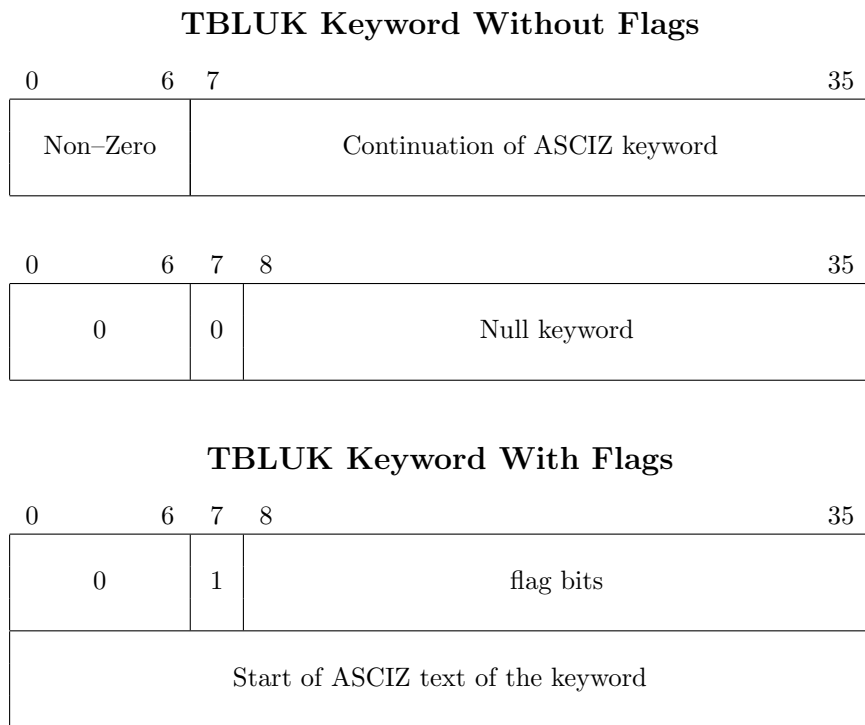 TBLUK Keyword Without Flags
0 6 7 35
Non–Zero Continuation of ASCIZ keyword
0 6 7 8 35
0 0 Null keyword
TBLUK Keyword With Flags
0 6 7 8 35
0 1 flag bits
Start of ASCIZ text of the keyword